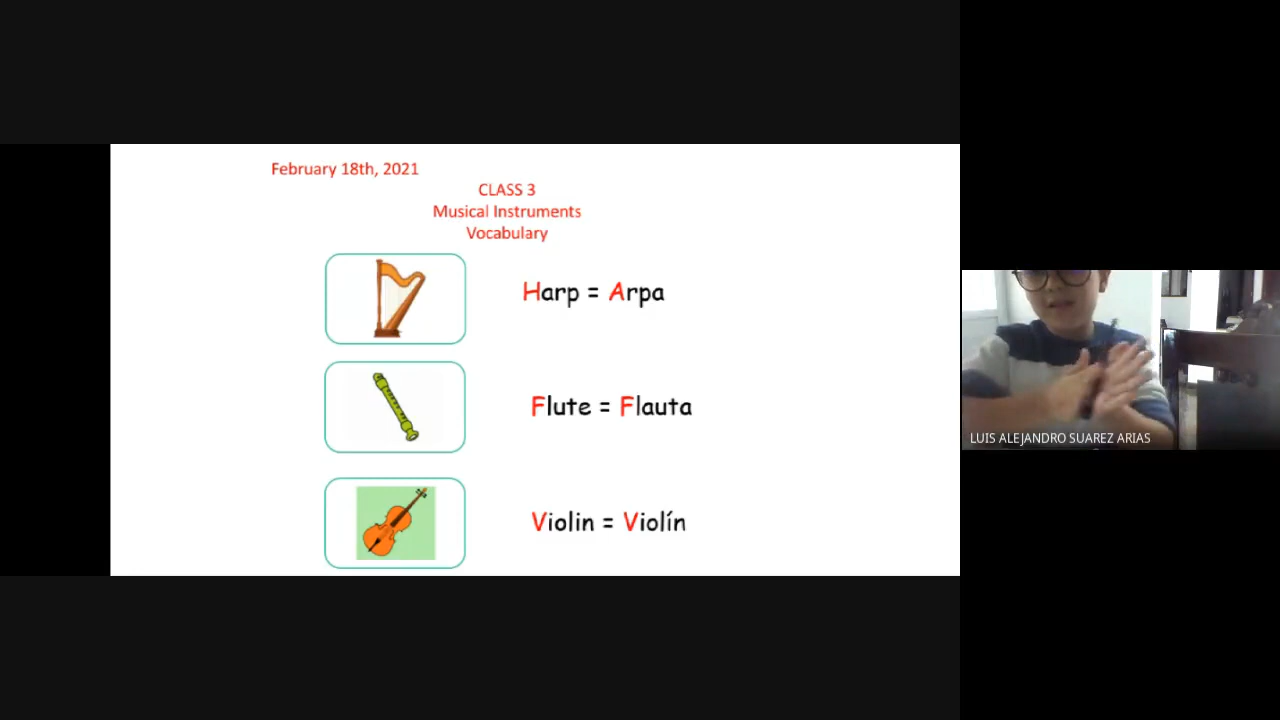 February 18th, 2021
CLASS 3
Musical Instruments
Vocabulary
Harp = Arpa
Flute = Flauta
Violin = Violín
LUIS ALEJANDRO SUAREZ ARIAS